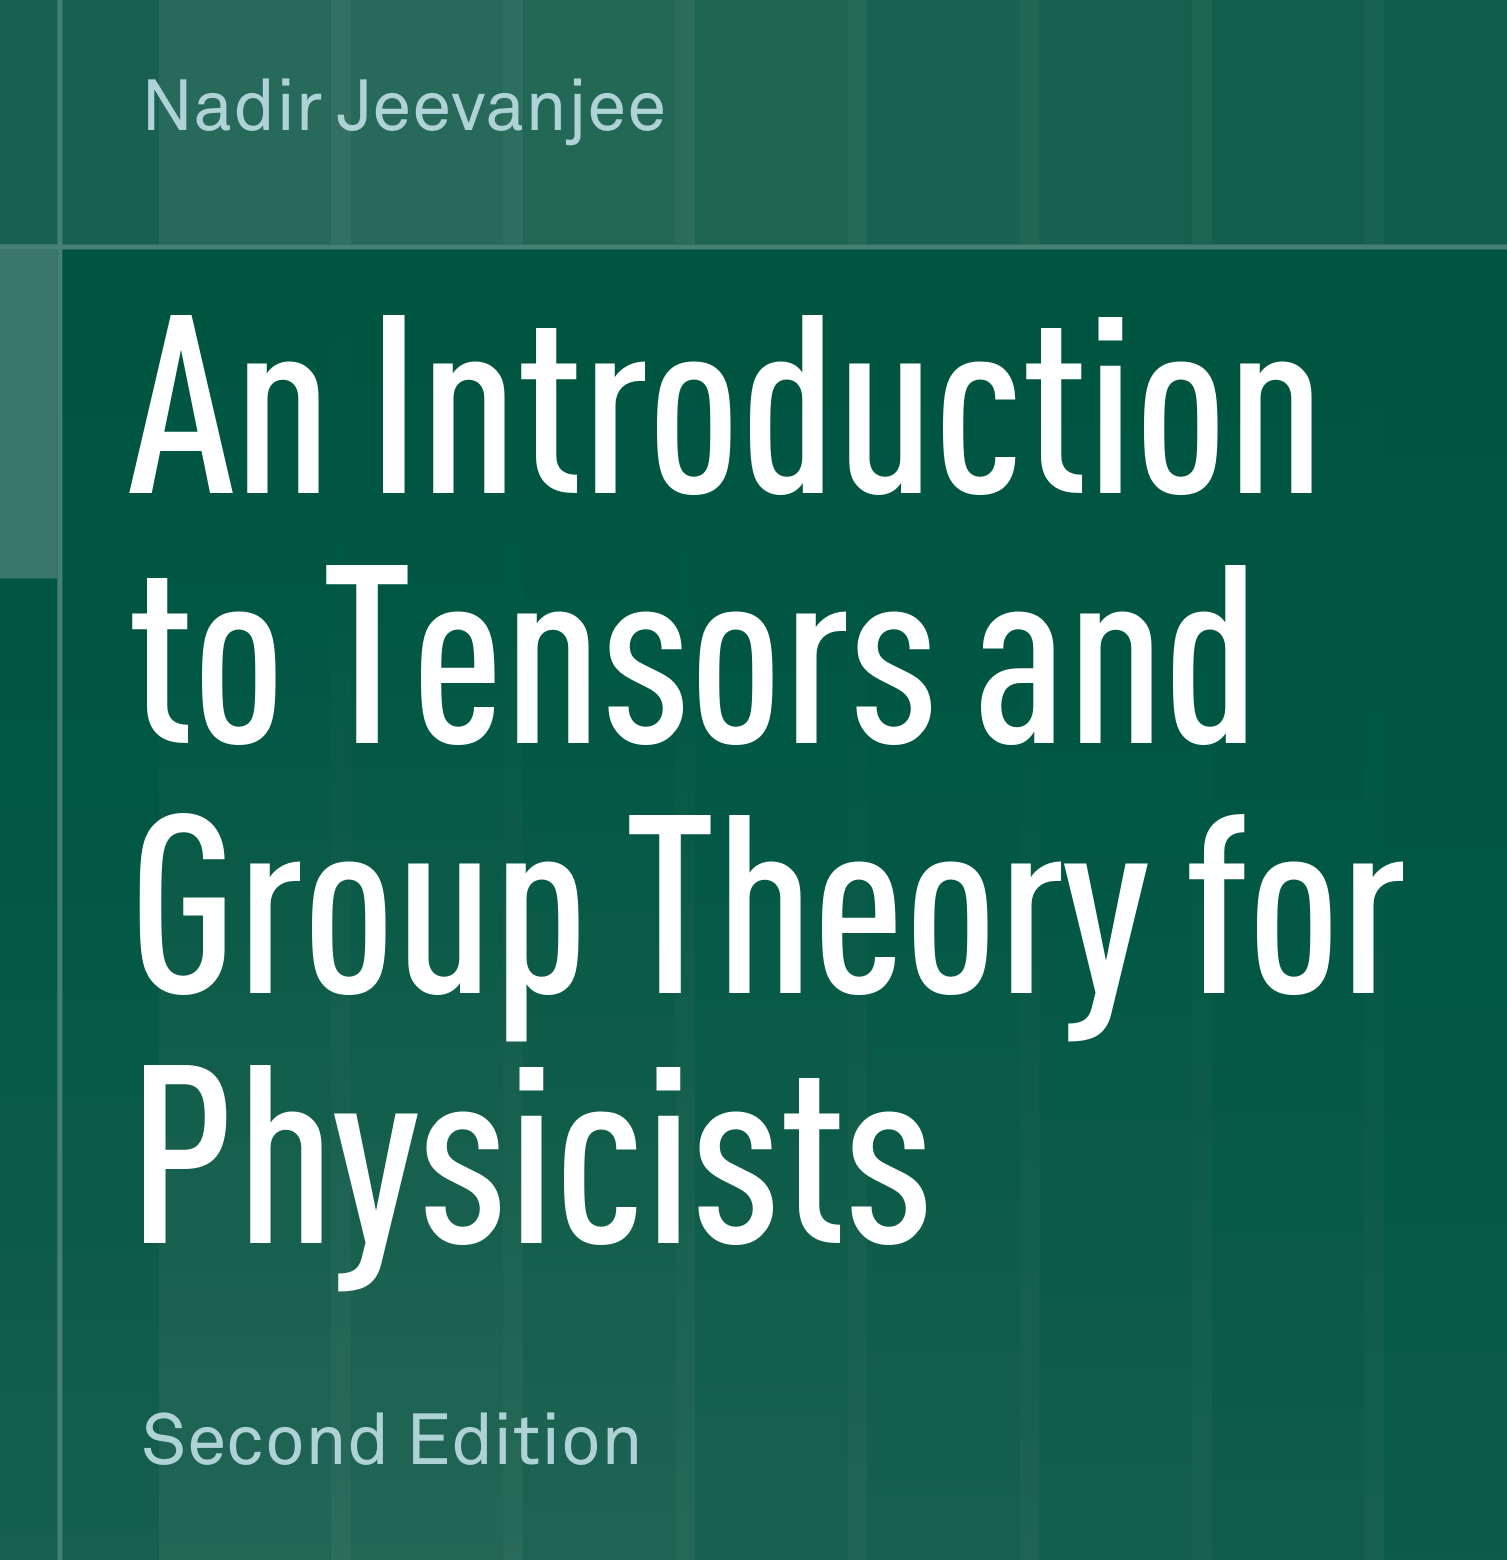 Nadir Jeevanjee
An Introduction
to Tensors and
Group Theory for
Physicists
Second Edition